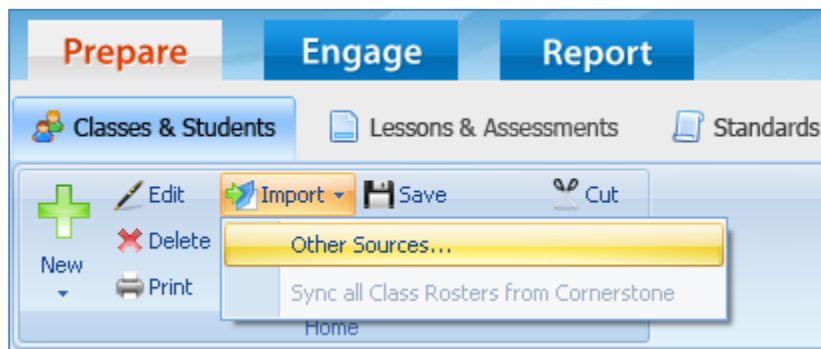 Prepare Engage Report
Classes & Students Lessons & Assessments Standards
Edit Import Save Cut
Delete Other Sources...
New
Print Sync all Class Rosters from Cornerstone
Home